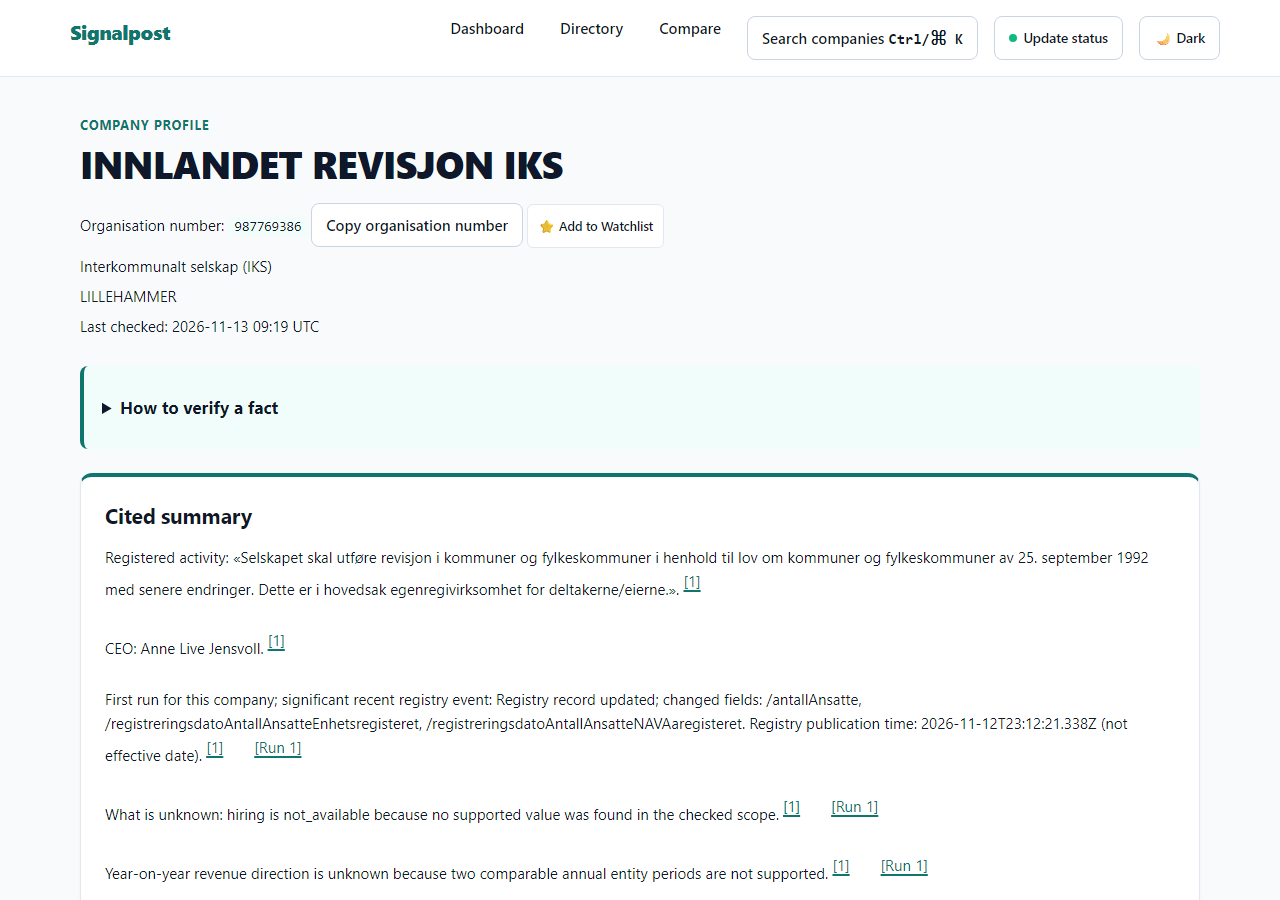 Signalpost
Dashboard
Directory
Compare
Search companies Ctrl/⌘ K
Update status
🌙 Dark
COMPANY PROFILE
INNLANDET REVISJON IKS
Organisation number: 987769386
Copy organisation number
⭐ Add to Watchlist
Interkommunalt selskap (IKS)
LILLEHAMMER
Last checked: 2026-11-13 09:19 UTC
▶ How to verify a fact
Cited summary
Registered activity: «Selskapet skal utføre revisjon i kommuner og fylkeskommuner i henhold til lov om kommuner og fylkeskommuner av 25. september 1992
med senere endringer. Dette er i hovedsak egenregivirksomhet for deltakerne/eierne.». [1]
CEO: Anne Live Jensvoll. [1]
First run for this company; significant recent registry event: Registry record updated; changed fields: /antallAnsatte,
/registreringsdatoAntallAnsatteEnhetsregisteret, /registreringsdatoAntallAnsatteNAVAaregisteret. Registry publication time: 2026-11-12T23:12:21.338Z (not
effective date). [1] [Run 1]
What is unknown: hiring is not_available because no supported value was found in the checked scope. [1] [Run 1]
Year-on-year revenue direction is unknown because two comparable annual entity periods are not supported. [1] [Run 1]